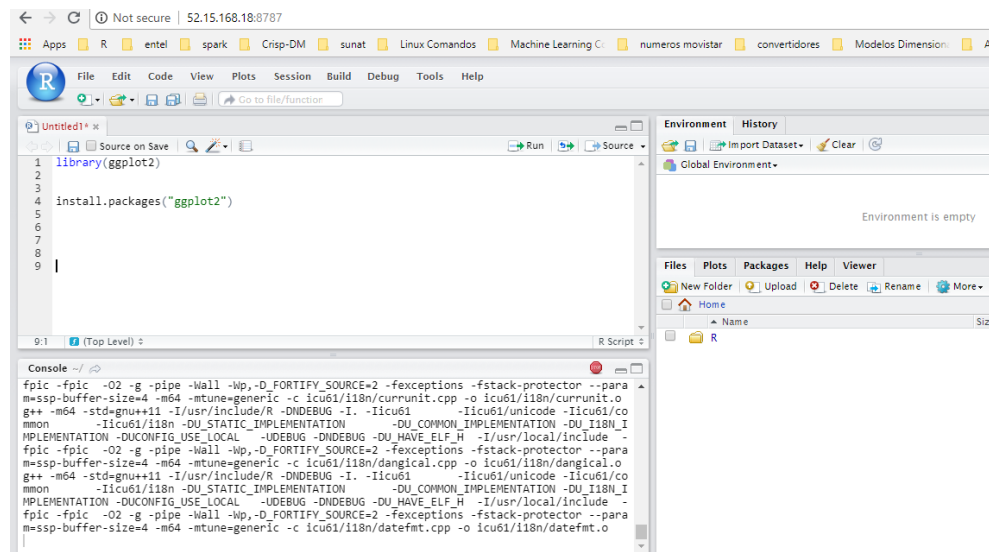 Not secure | 52.15.168.18:8787
Apps R entel spark Crisp-DM sunat Linux Comandos Machine Learning numeros movistar convertidores Modelos Dimension
R File Edit Code View Plots Session Build Debug Tools Help
Go to file/function
Untitled1* ×
Source on Save Run Source
1 library(ggplot2)
2
3
4 install.packages("ggplot2")
5
6
7
8
9
9:1 (Top Level) R Script
Console ~/
fpic -fpic -O2 -g -pipe -Wall -Wp,-D_FORTIFY_SOURCE=2 -fexceptions -fstack-protector --para
m=ssp-buffer-size=4 -m64 -mtune=generic -c icu61/i18n/currunit.cpp -o icu61/i18n/currunit.o
g++ -m64 -std=gnu++11 -I/usr/include/R -DNDEBUG -I. -Iicu61 -Iicu61/unicode -Iicu61/co
mmon -Iicu61/i18n -DU_STATIC_IMPLEMENTATION -DU_COMMON_IMPLEMENTATION -DU_I18N_I
MPLEMENTATION -DUCONFIG_USE_LOCAL -UDEBUG -DNDEBUG -DU_HAVE_ELF_H -I/usr/local/include -
fpic -fpic -O2 -g -pipe -Wall -Wp,-D_FORTIFY_SOURCE=2 -fexceptions -fstack-protector --para
m=ssp-buffer-size=4 -m64 -mtune=generic -c icu61/i18n/dangical.cpp -o icu61/i18n/dangical.o
g++ -m64 -std=gnu++11 -I/usr/include/R -DNDEBUG -I. -Iicu61 -Iicu61/unicode -Iicu61/co
mmon -Iicu61/i18n -DU_STATIC_IMPLEMENTATION -DU_COMMON_IMPLEMENTATION -DU_I18N_I
MPLEMENTATION -DUCONFIG_USE_LOCAL -UDEBUG -DNDEBUG -DU_HAVE_ELF_H -I/usr/local/include -
fpic -fpic -O2 -g -pipe -Wall -Wp,-D_FORTIFY_SOURCE=2 -fexceptions -fstack-protector --para
m=ssp-buffer-size=4 -m64 -mtune=generic -c icu61/i18n/datefmt.cpp -o icu61/i18n/datefmt.o
Environment History
Import Dataset Clear
Global Environment
Environment is empty
Files Plots Packages Help Viewer
New Folder Upload Delete Rename More
Home
Name Siz
R